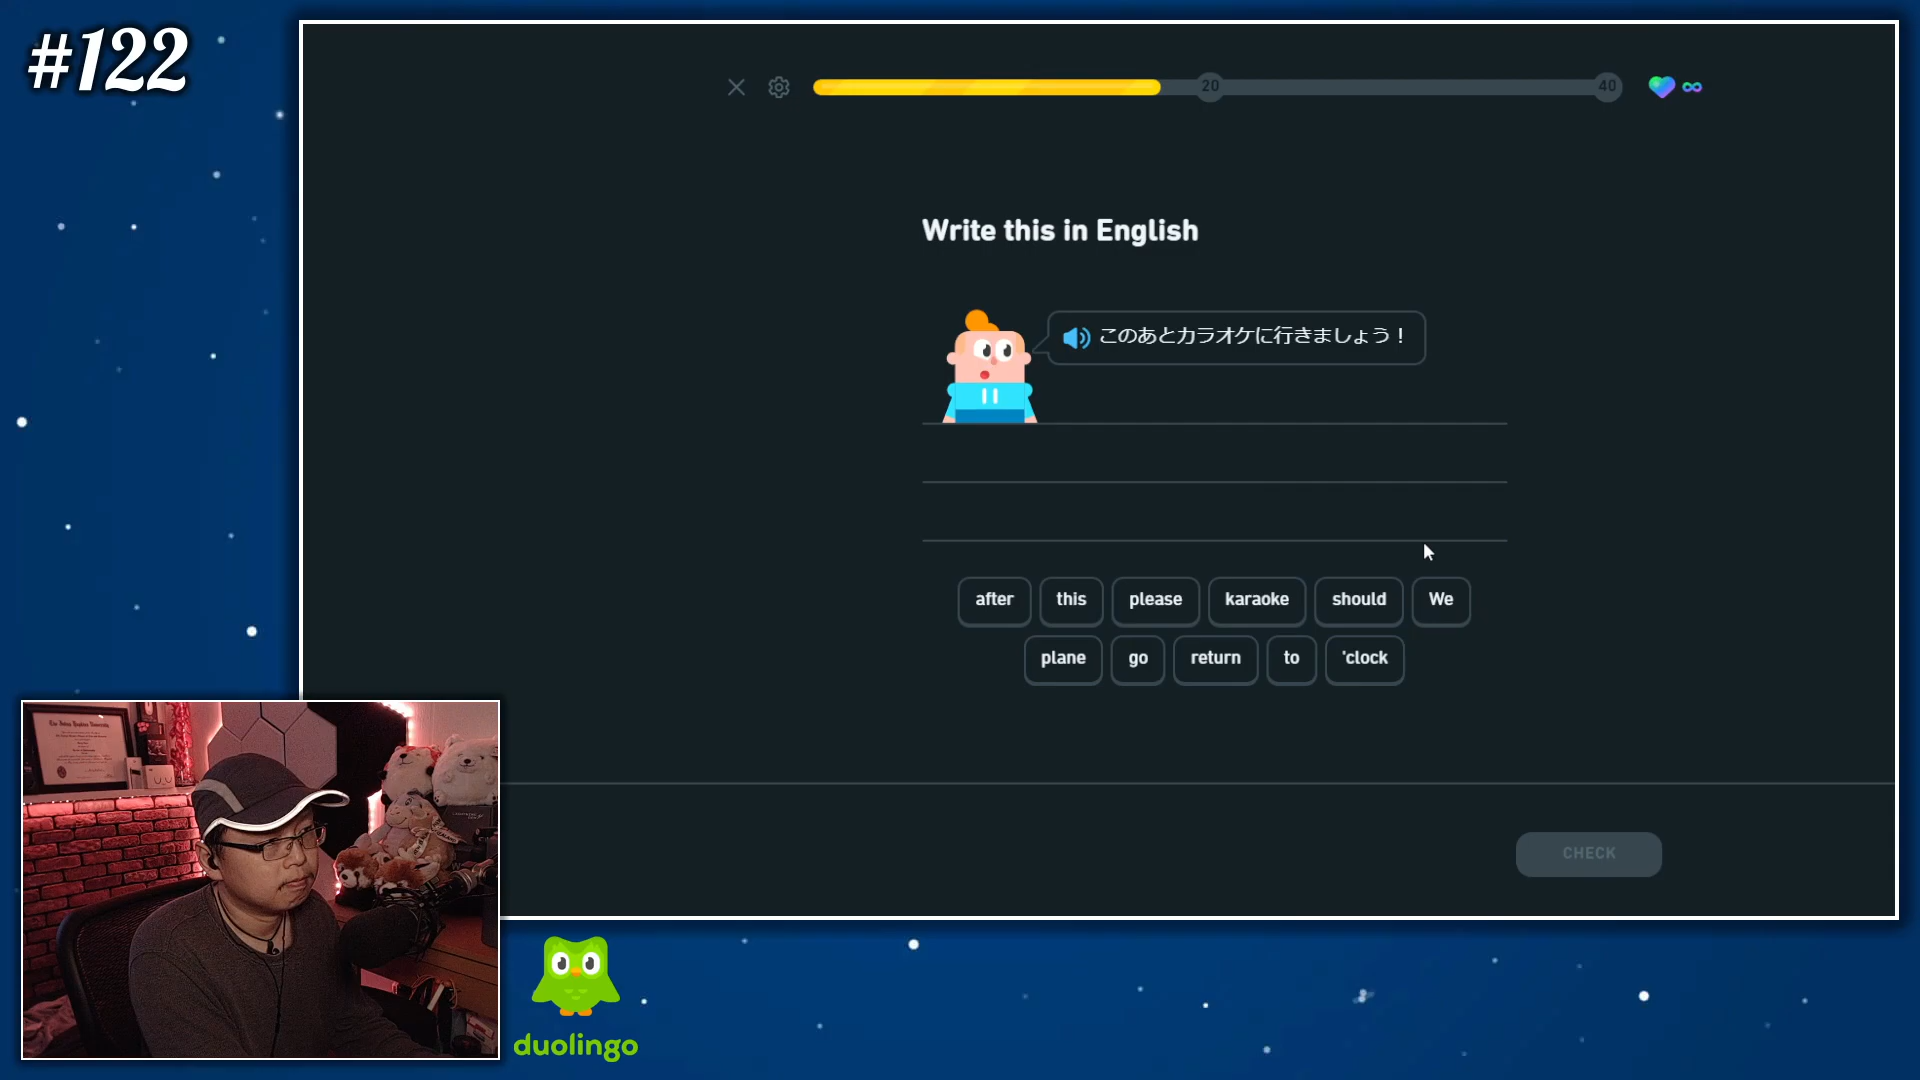 #122
20
40
Write this in English
このあとカラオケに行きましょう！
after this please karaoke should We
plane go return to 'clock
CHECK
duolingo